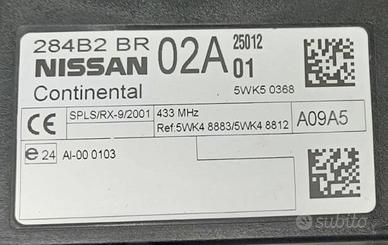 284B2 BR 02A 25012
NISSAN 01
Continental 5WK5 0368
CE SPLS/RX-9/2001 433 MHz A09A5
Ref:5WK4 8883/5WK4 8812
e 24 AI-00 0103
subito